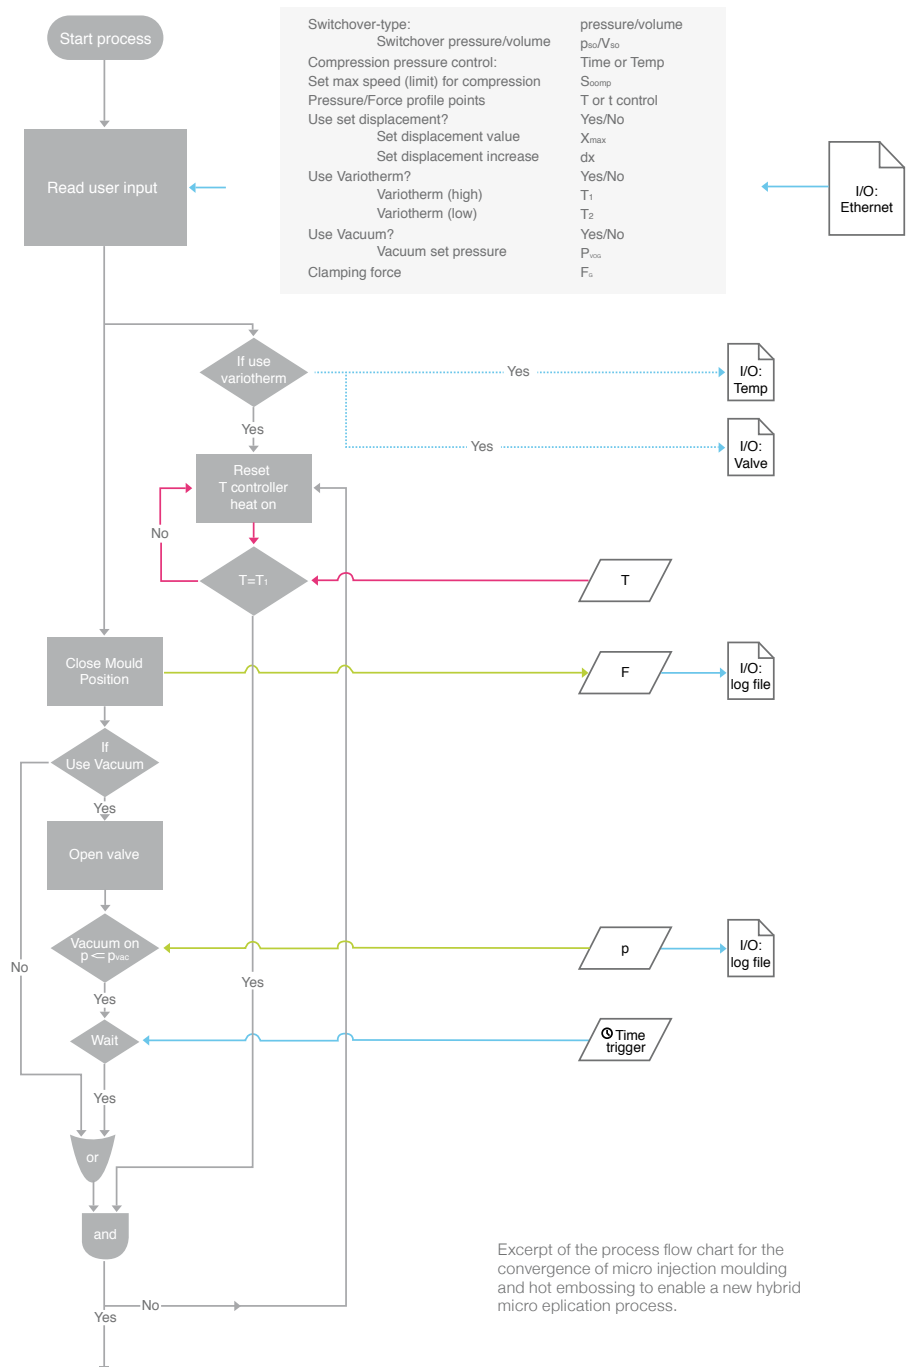 Start process
Switchover-type: pressure/volume
Switchover pressure/volume pso/Vso
Compression pressure control: Time or Temp
Set max speed (limit) for compression Soomp
Pressure/Force profile points T or t control
Use set displacement? Yes/No
Set displacement value Xmax
Set displacement increase dx
Use Variotherm? Yes/No
Variotherm (high) T1
Variotherm (low) T2
Use Vacuum? Yes/No
Vacuum set pressure P
Clamping force F
Read user input
I/O:
Ethernet
If use
variotherm
Yes
I/O:
Temp
Yes
Yes
I/O:
Valve
Reset
T controller
heat on
No
T=T1
T
Close Mould
Position
F
I/O:
log file
If
Use Vacuum
Yes
Open valve
Vacuum on
p<=pvac
p
I/O:
log file
No
Yes
Yes
Wait
Time
trigger
Yes
or
and
No
Yes
Excerpt of the process flow chart for the
convergence of micro injection moulding
and hot embossing to enable a new hybrid
micro eplication process.